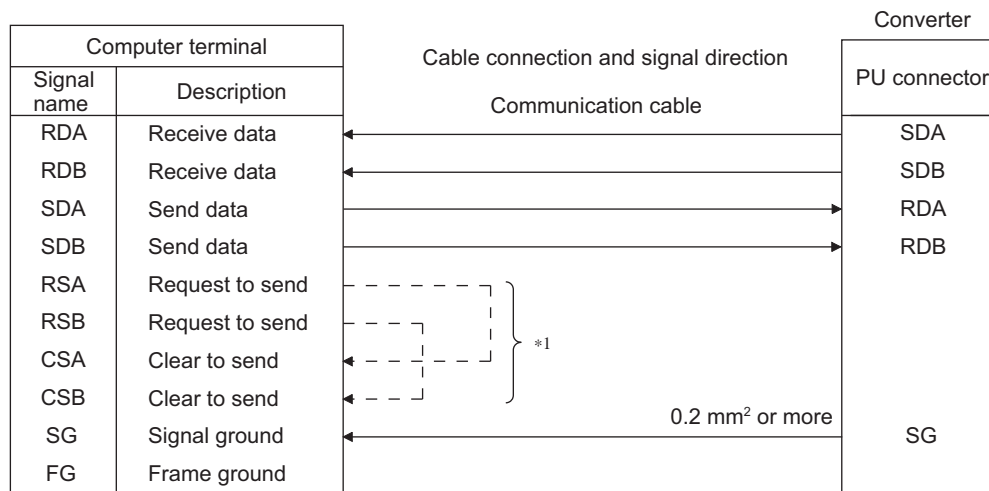 Converter
Computer terminal
Cable connection and signal direction
PU connector
Signal name
Description
Communication cable
RDA Receive data SDA
RDB Receive data SDB
SDA Send data RDA
SDB Send data RDB
RSA Request to send
RSB Request to send
*1
CSA Clear to send
CSB Clear to send
0.2 mm² or more
SG Signal ground SG
FG Frame ground